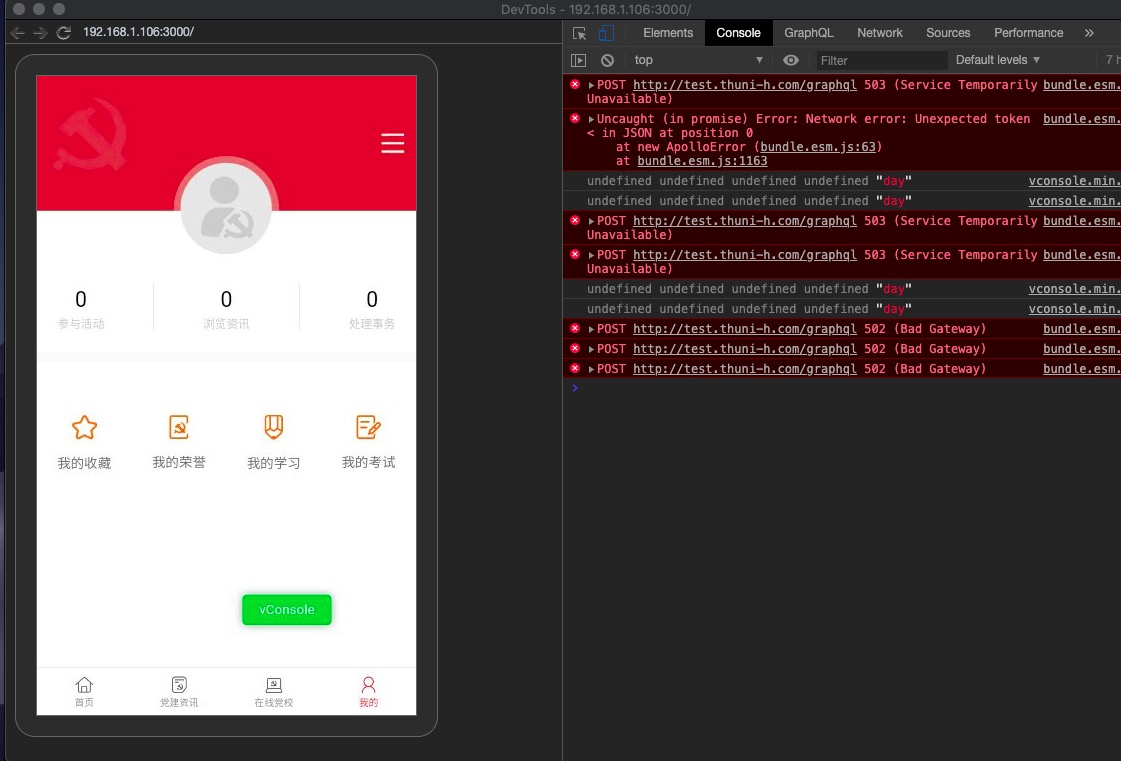 DevTools - 192.168.1.106:3000/
192.168.1.106:3000/
0
0
0
参与活动
浏览资讯
处理事务
我的收藏
我的荣誉
我的学习
我的考试
vConsole
首页
党建资讯
在线党校
我的
Elements Console GraphQL Network Sources Performance »
top Filter Default levels 7 h
POST http://test.thuni-h.com/graphql 503 (Service Temporarily bundle.esm.
Unavailable)
Uncaught (in promise) Error: Network error: Unexpected token bundle.esm.
< in JSON at position 0
at new ApolloError (bundle.esm.js:63)
at bundle.esm.js:1163
undefined undefined undefined undefined "day" vconsole.min.
undefined undefined undefined undefined "day" vconsole.min.
POST http://test.thuni-h.com/graphql 503 (Service Temporarily bundle.esm.
Unavailable)
POST http://test.thuni-h.com/graphql 503 (Service Temporarily bundle.esm.
Unavailable)
undefined undefined undefined undefined "day" vconsole.min.
undefined undefined undefined undefined "day" vconsole.min.
POST http://test.thuni-h.com/graphql 502 (Bad Gateway) bundle.esm.
POST http://test.thuni-h.com/graphql 502 (Bad Gateway) bundle.esm.
POST http://test.thuni-h.com/graphql 502 (Bad Gateway) bundle.esm.